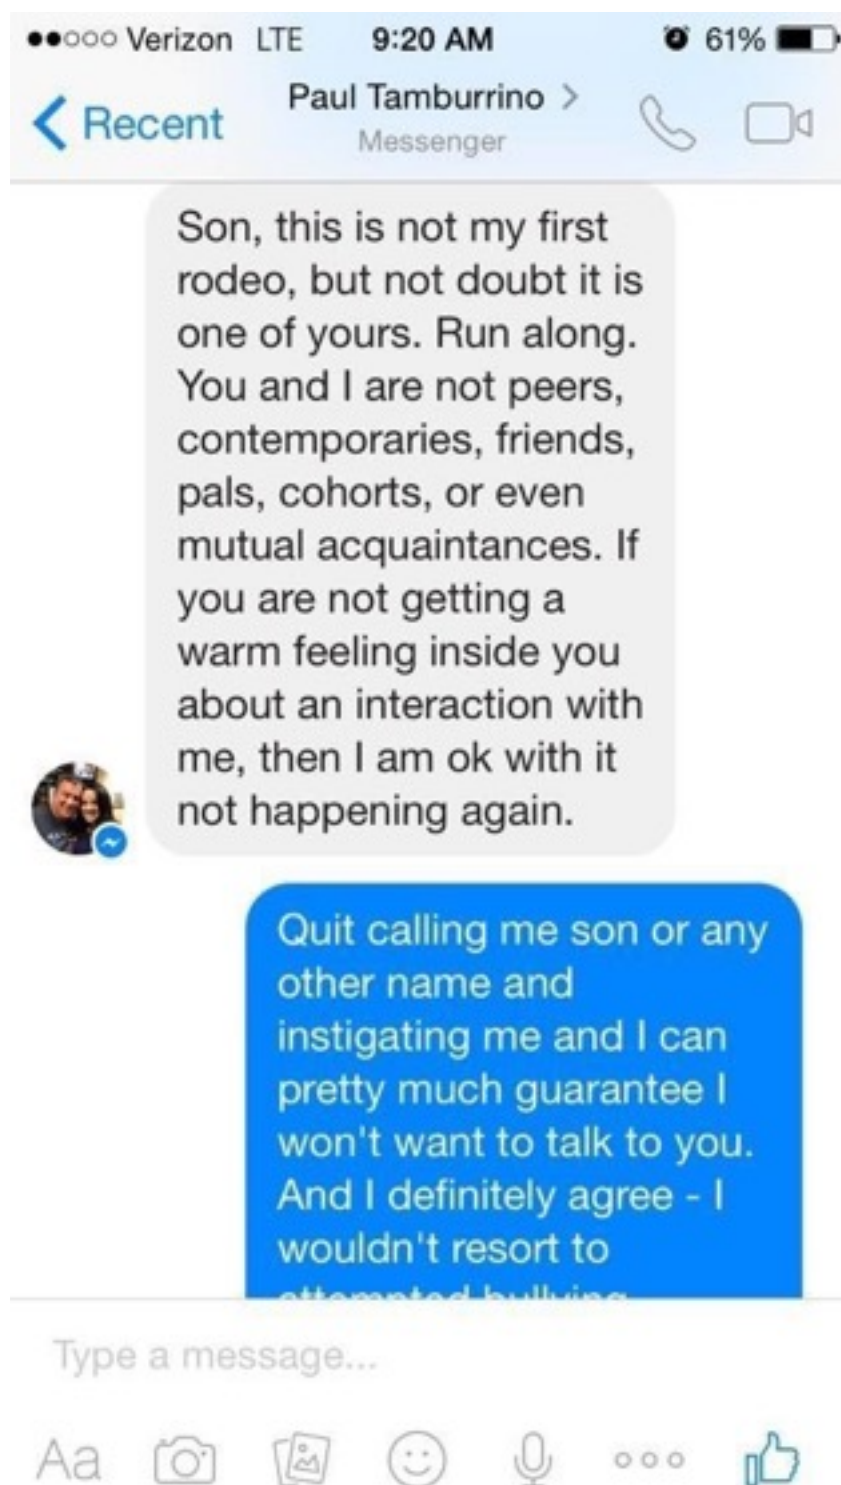 Verizon LTE 9:20 AM 61%
Recent
Paul Tamburrino >
Messenger
Son, this is not my first
rodeo, but not doubt it is
one of yours. Run along.
You and I are not peers,
contemporaries, friends,
pals, cohorts, or even
mutual acquaintances. If
you are not getting a
warm feeling inside you
about an interaction with
me, then I am ok with it
not happening again.
Quit calling me son or any
other name and
instigating me and I can
pretty much guarantee I
won't want to talk to you.
And I definitely agree - I
wouldn't resort to
attempted bullying
Type a message...
Aa